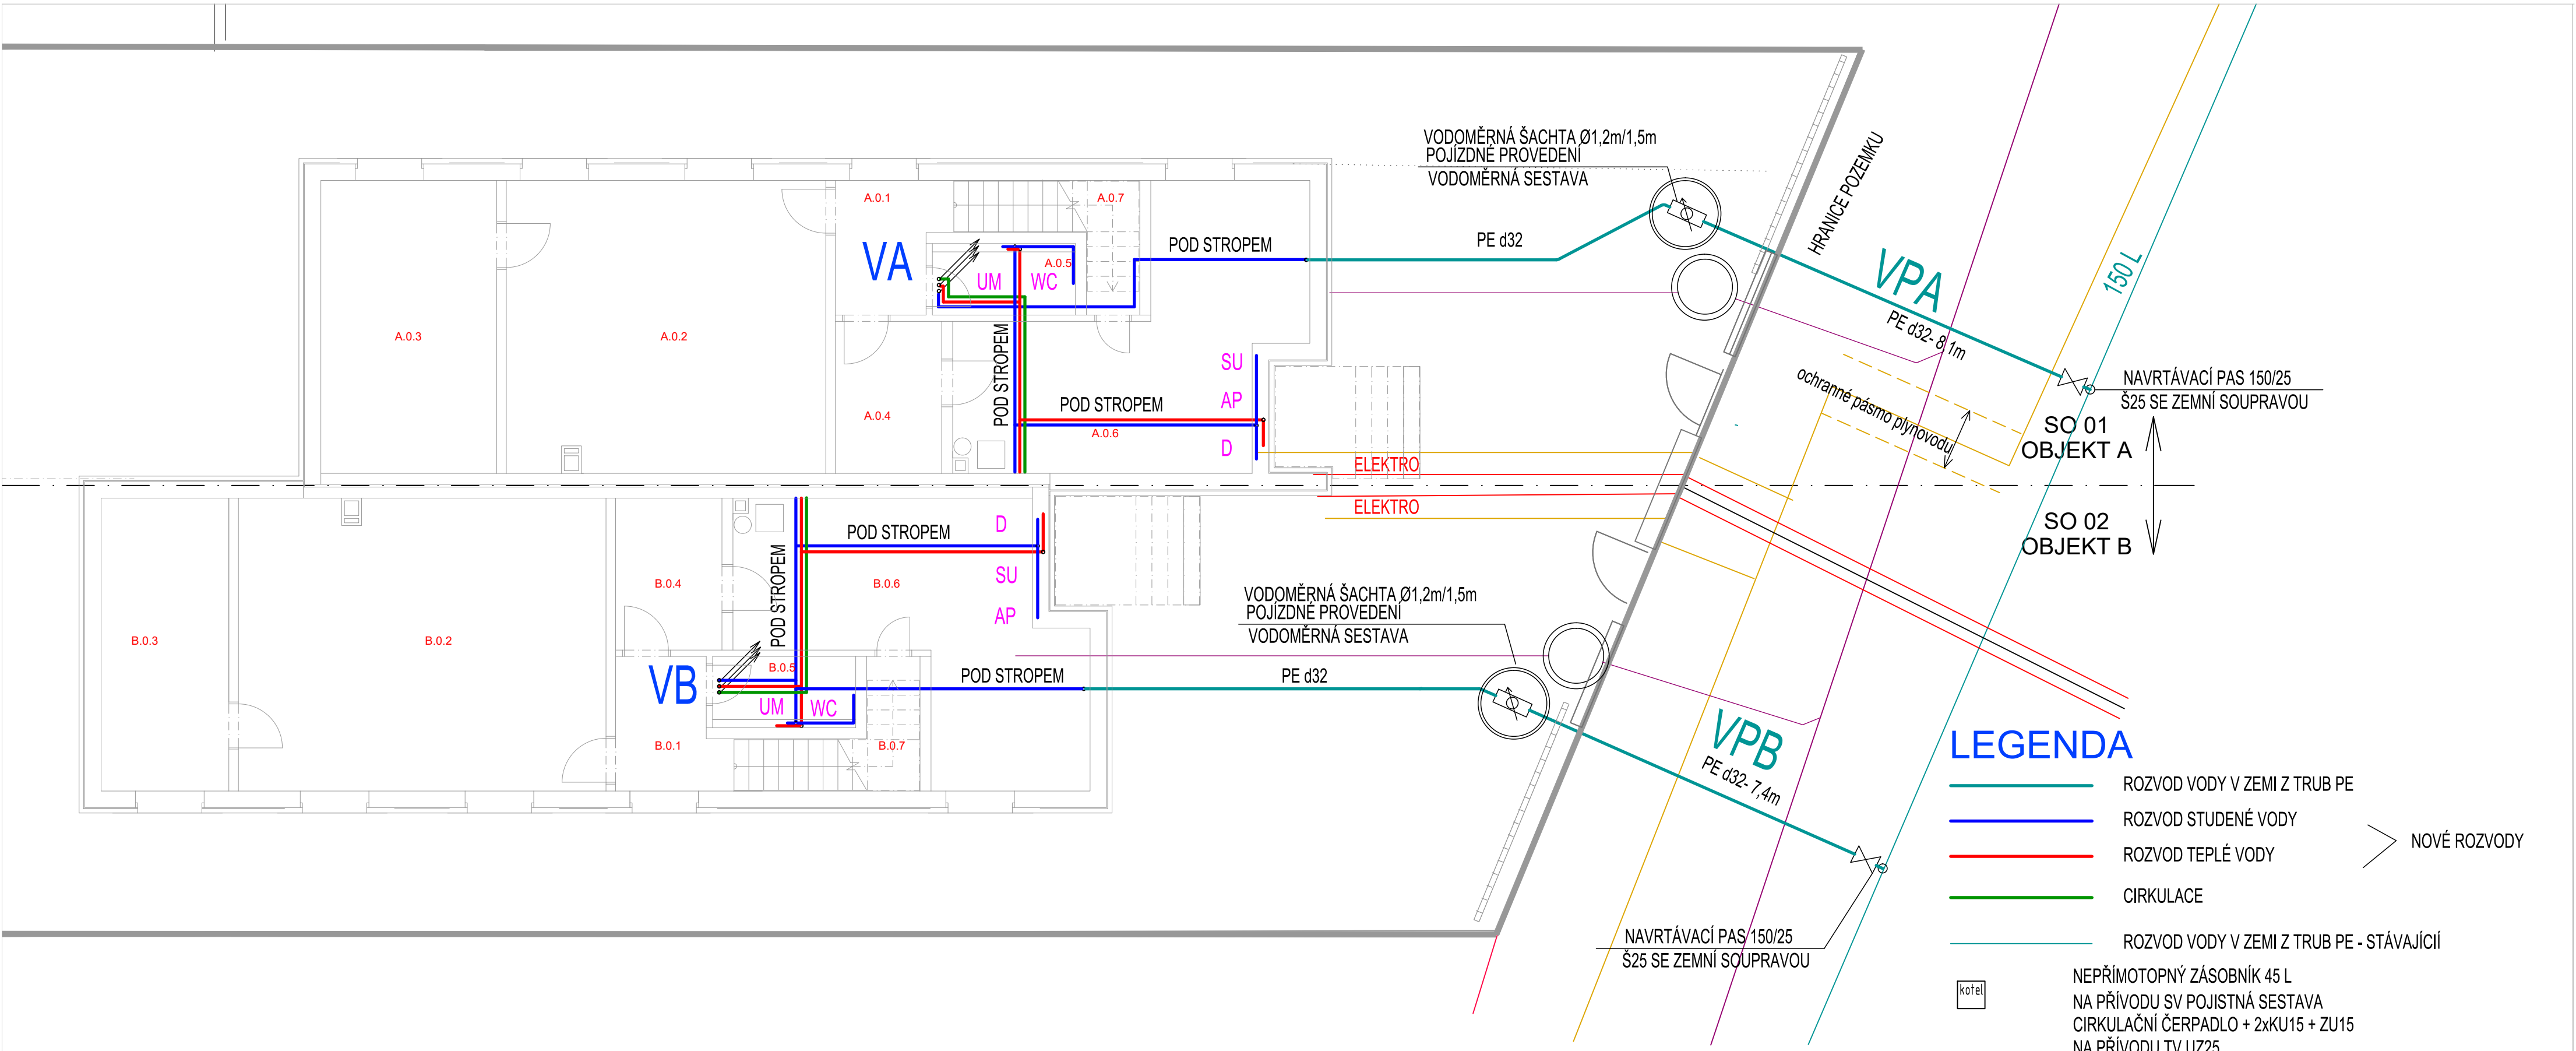 VODOMĚRNÁ ŠACHTA Ø1,2m/1,5m
POJÍZDNÉ PROVEDENÍ
VODOMĚRNÁ SESTAVA
HRANICE POZEMKU
A.0.1
A.0.7
VA
POD STROPEM
PE d32
A.0.5
UM
WC
VPA
150 L
PE d32- 8,1m
A.0.3
A.0.2
POD STROPEM
SU
AP
D
POD STROPEM
A.0.4
A.0.6
ochranné pásmo plynovodu
NAVRTÁVACÍ PAS 150/25
Š25 SE ZEMNÍ SOUPRAVOU
SO 01
OBJEKT A
ELEKTRO
ELEKTRO
SO 02
OBJEKT B
POD STROPEM
D
SU
AP
POD STROPEM
B.0.4
B.0.6
B.0.3
B.0.2
VODOMĚRNÁ ŠACHTA Ø1,2m/1,5m
POJÍZDNÉ PROVEDENÍ
VODOMĚRNÁ SESTAVA
B.0.5
VB
POD STROPEM
PE d32
UM
WC
B.0.1
B.0.7
VPB
PE d32- 7,4m
NAVRTÁVACÍ PAS 150/25
Š25 SE ZEMNÍ SOUPRAVOU
LEGENDA
ROZVOD VODY V ZEMI Z TRUB PE
ROZVOD STUDENÉ VODY
NOVÉ ROZVODY
ROZVOD TEPLÉ VODY
CIRKULACE
ROZVOD VODY V ZEMI Z TRUB PE - STÁVAJÍCIÍ
kotel
NEPŘÍMOTOPNÝ ZÁSOBNÍK 45 L
NA PŘÍVODU SV POJISTNÁ SESTAVA
CIRKULAČNÍ ČERPADLO + 2xKU15 + ZU15
NA PŘÍVODU TV UZ25